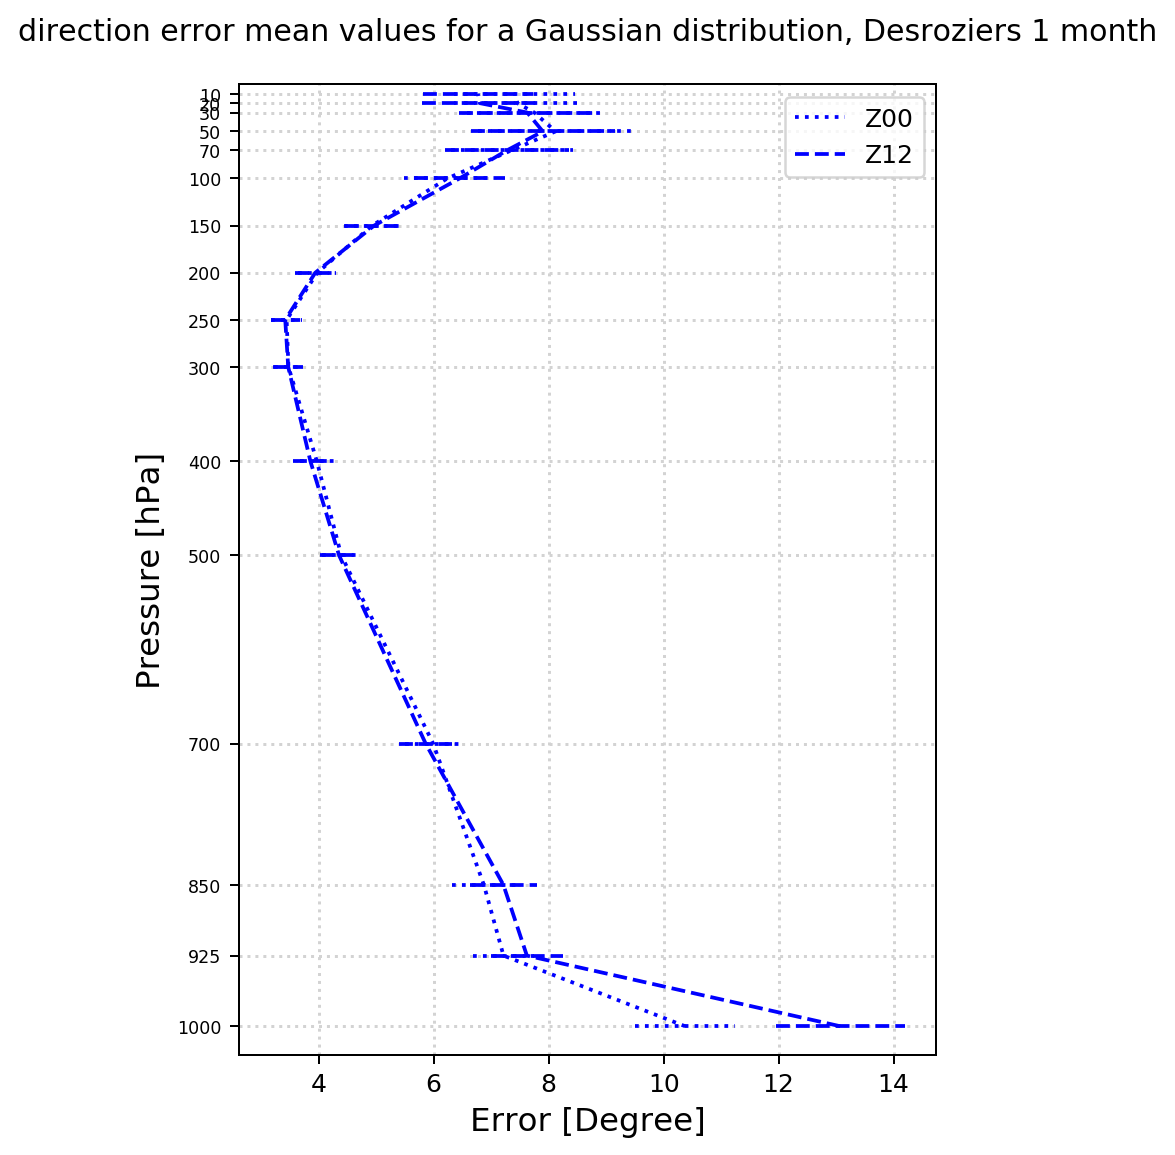 direction error mean values for a Gaussian distribution, Desroziers 1 month
10
20
30
50
70
100
150
200
250
300
400
500
700
850
925
1000
Pressure [hPa]
Z00
Z12
4 6 8 10 12 14
Error [Degree]